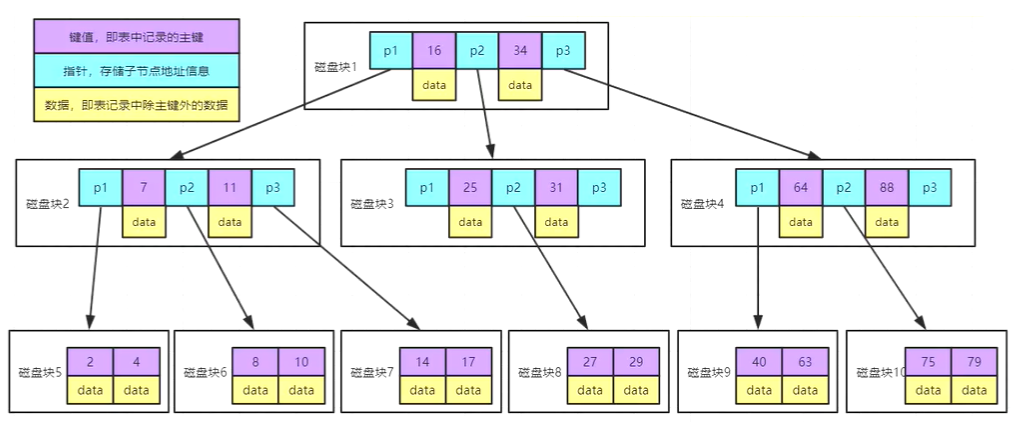 键值，即表中记录的主键
指针，存储子节点地址信息
数据，即表记录中除主键外的数据
磁盘块1
p1 16 p2 34 p3
data data
磁盘块2
p1 7 p2 11 p3
data data
磁盘块3
p1 25 p2 31 p3
data data
磁盘块4
p1 64 p2 88 p3
data data
磁盘块5
2 4
data data
磁盘块6
8 10
data data
磁盘块7
14 17
data data
磁盘块8
27 29
data data
磁盘块9
40 63
data data
磁盘块10
75 79
data data